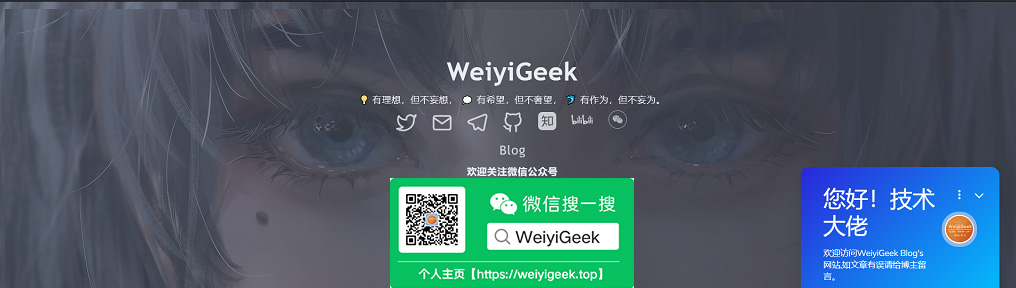 WeiyiGeek
💡 有理想，但不妄想， 💭 有希望，但不奢望， 有作为，但不妄为。
知 bilibili
Blog
欢迎关注微信公众号
微信搜一搜
WeiyiGeek
个人主页【https://weiyigeek.top】
您好！技术
大佬
WeiyiGeek
欢迎访问WeiyiGeek Blog's
网站,如文章有误请给博主留
言。